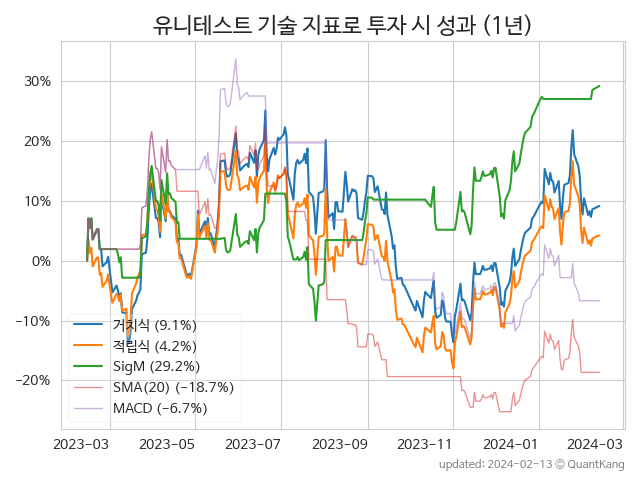 유니테스트 기술 지표로 투자 시 성과 (1년)
30%
20%
10%
0%
−10%
−20%
거치식 (9.1%)
적립식 (4.2%)
SigM (29.2%)
SMA(20) (−18.7%)
MACD (−6.7%)
2023-03 2023-05 2023-07 2023-09 2023-11 2024-01 2024-03
updated: 2024-02-13 ⓒ QuantKang